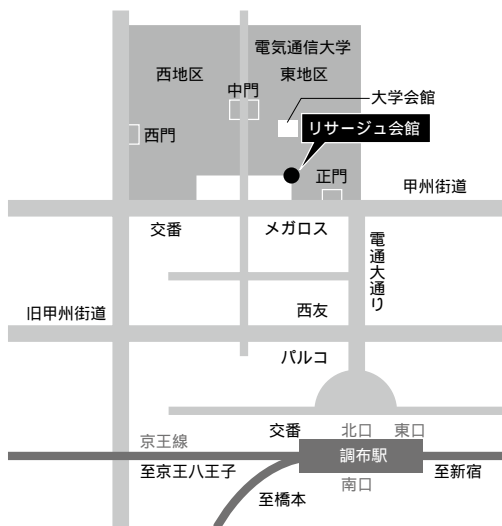 電気通信大学
西地区
東地区
中門
大学会館
リサージュ会館
西門
正門
甲州街道
交番
メガロス
電通大通り
西友
旧甲州街道
パルコ
交番
北口
東口
京王線
調布駅
至京王八王子
至新宿
南口
至橋本